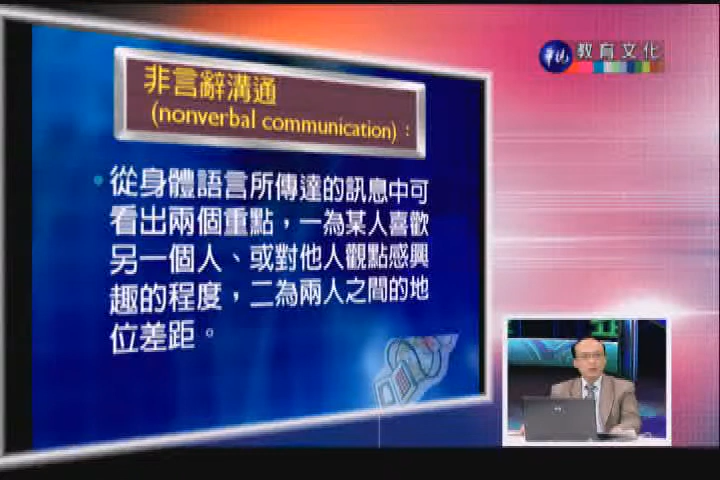 華視 教育文化
非言辭溝通
(nonverbal communication)：
•從身體語言所傳達的訊息中可
看出兩個重點，一為某人喜歡
另一個人、或對他人觀點感興
趣的程度，二為兩人之間的地
位差距。